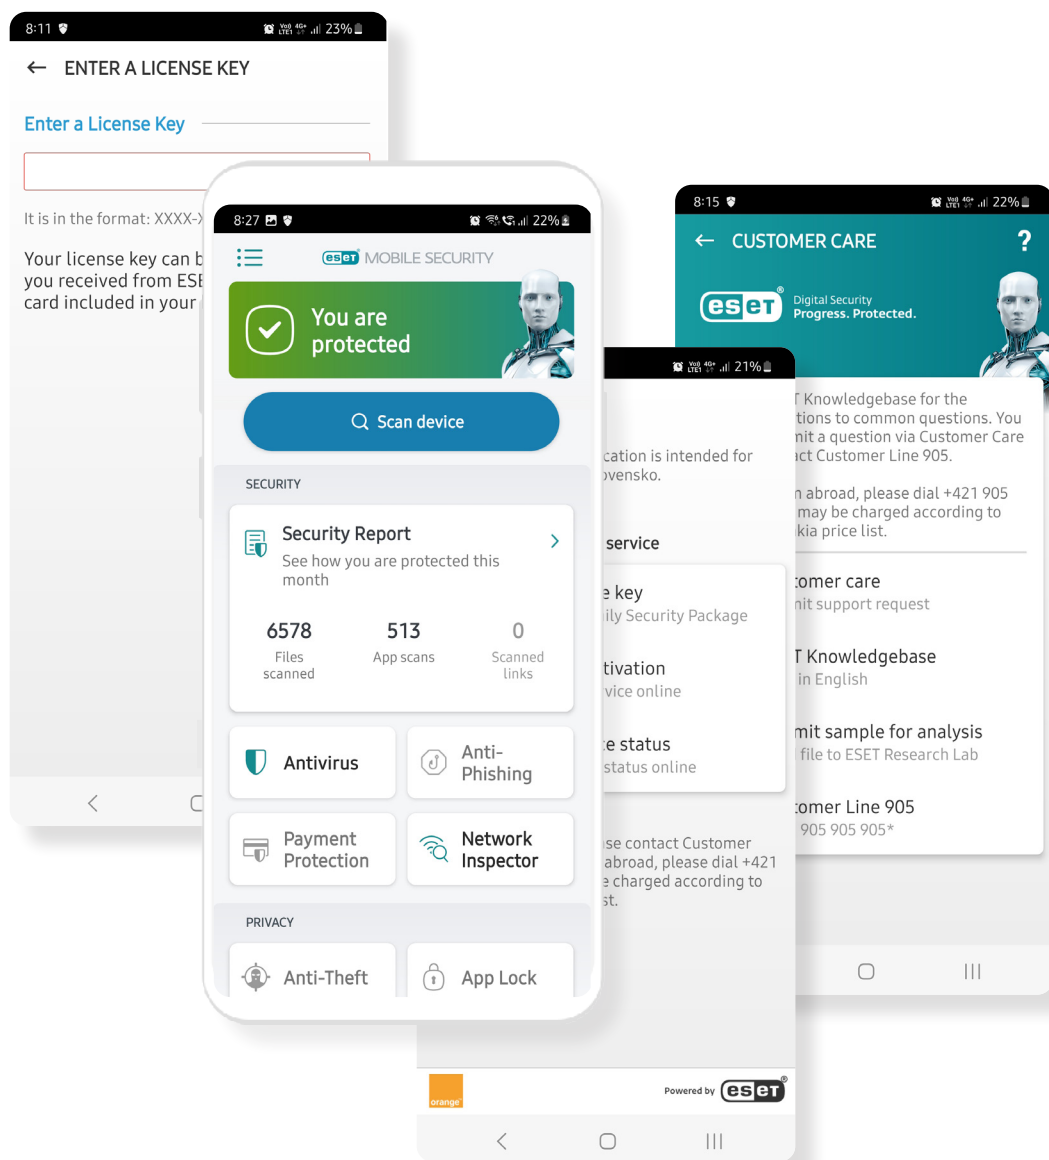 8:11
Voll 4G+
LTE1
23%
ENTER A LICENSE KEY
Enter a License Key
It is in the format: XXXX-
Your license key can b
you received from ESE
card included in your
8:27
22%
eseT MOBILE SECURITY
You are
protected
Scan device
SECURITY
Security Report
See how you are protected this
month
6578
513
0
Files
scanned
App scans
Scanned
links
Antivirus
Anti-
Phishing
Payment
Protection
Network
Inspector
PRIVACY
Anti-Theft
App Lock
21%
cation is intended for
ovensko.
service
e key
ily Security Package
tivation
vice online
e status
status online
se contact Customer
abroad, please dial +421
e charged according to
st.
orange
Powered by eseT®
8:15
22%
CUSTOMER CARE
?
eseT®
Digital Security
Progress. Protected.
T Knowledgebase for the
tions to common questions. You
mit a question via Customer Care
act Customer Line 905.
n abroad, please dial +421 905
may be charged according to
kia price list.
tomer care
mit support request
T Knowledgebase
in English
mit sample for analysis
file to ESET Research Lab
tomer Line 905
905 905 905*